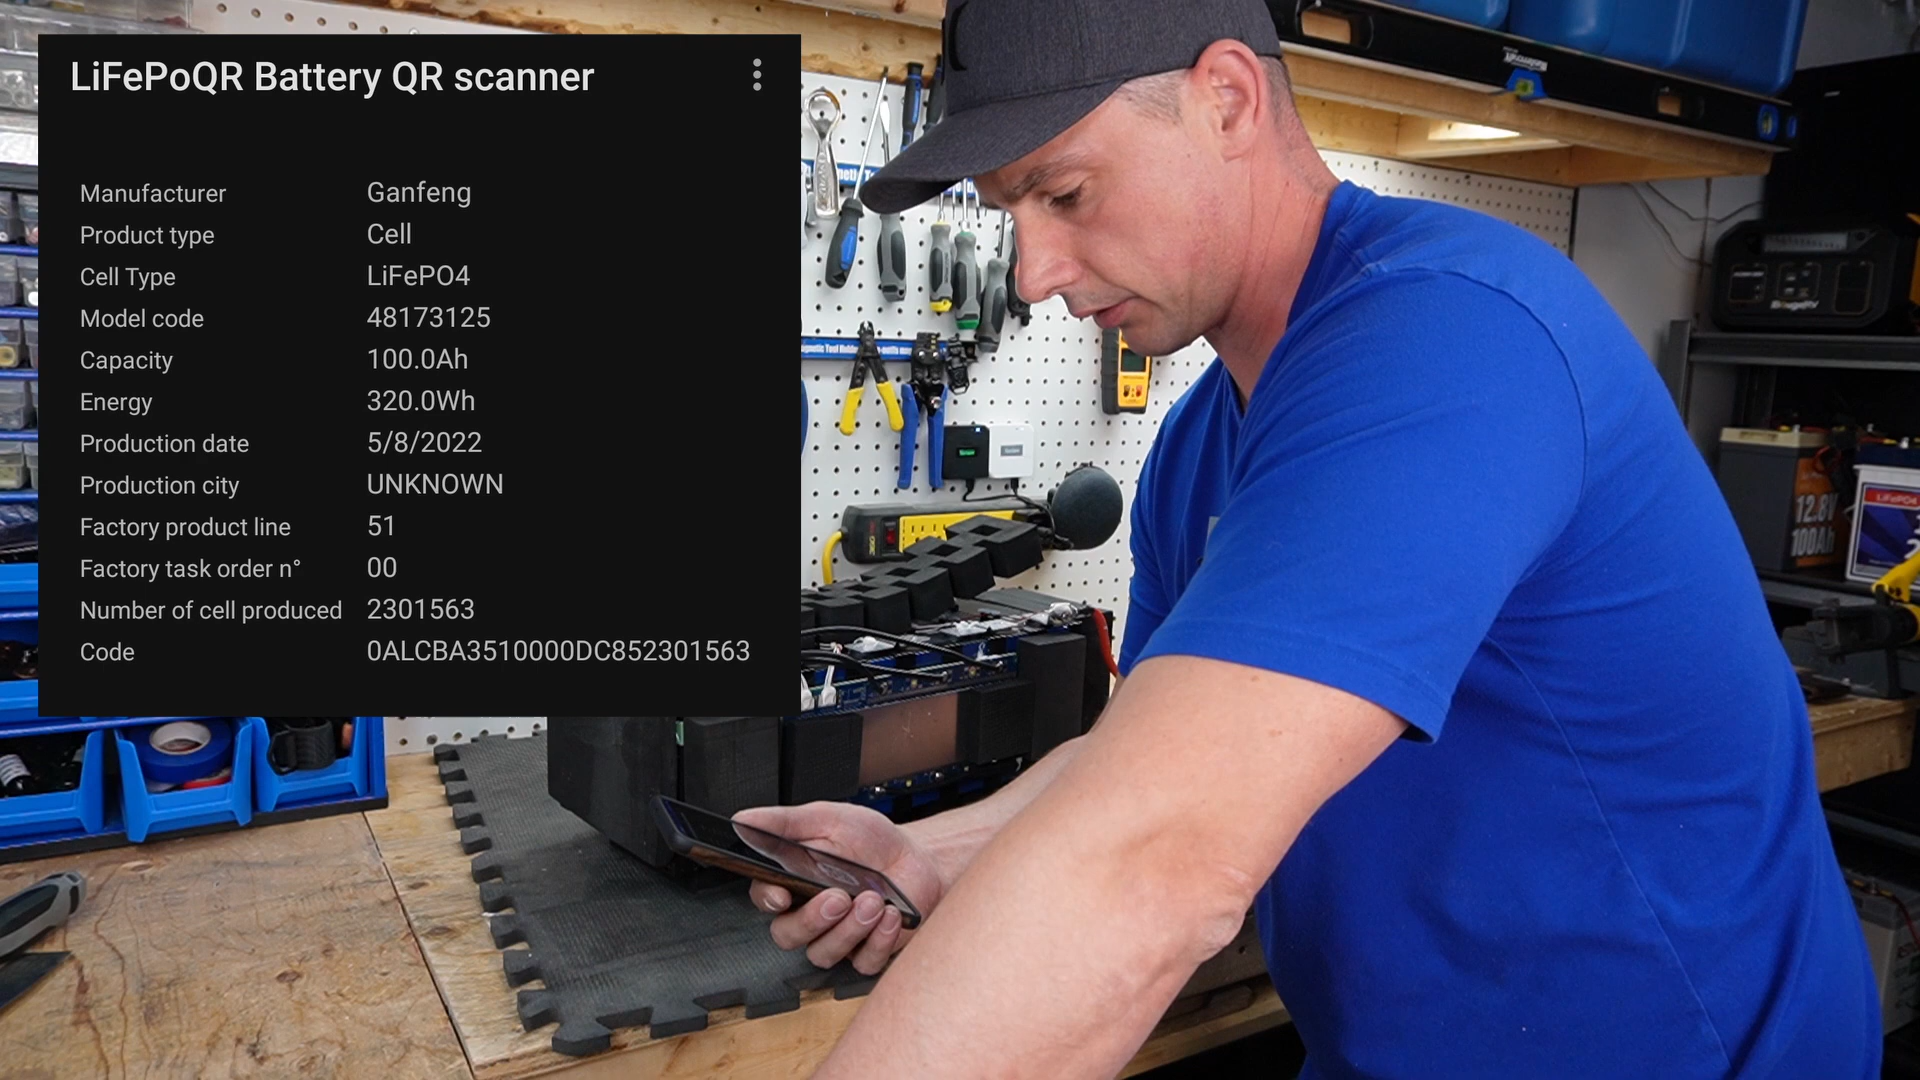 LiFePoQR Battery QR scanner
Manufacturer Ganfeng
Product type Cell
Cell Type LiFePO4
Model code 48173125
Capacity 100.0Ah
Energy 320.0Wh
Production date 5/8/2022
Production city UNKNOWN
Factory product line 51
Factory task order n° 00
Number of cell produced 2301563
Code 0ALCBA3510000DC852301563
12.8V
100Ah
LiFePO4